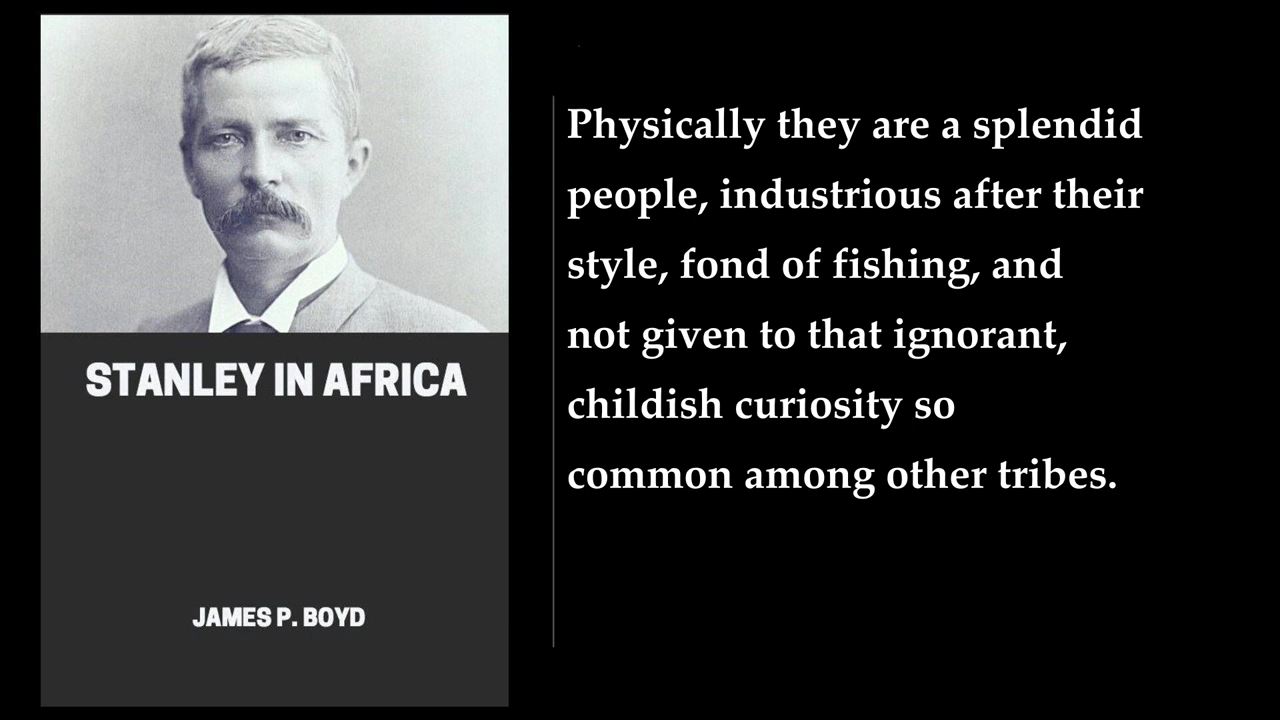 STANLEY IN AFRICA
JAMES P. BOYD
Physically they are a splendid
people, industrious after their
style, fond of fishing, and
not given to that ignorant,
childish curiosity so
common among other tribes.